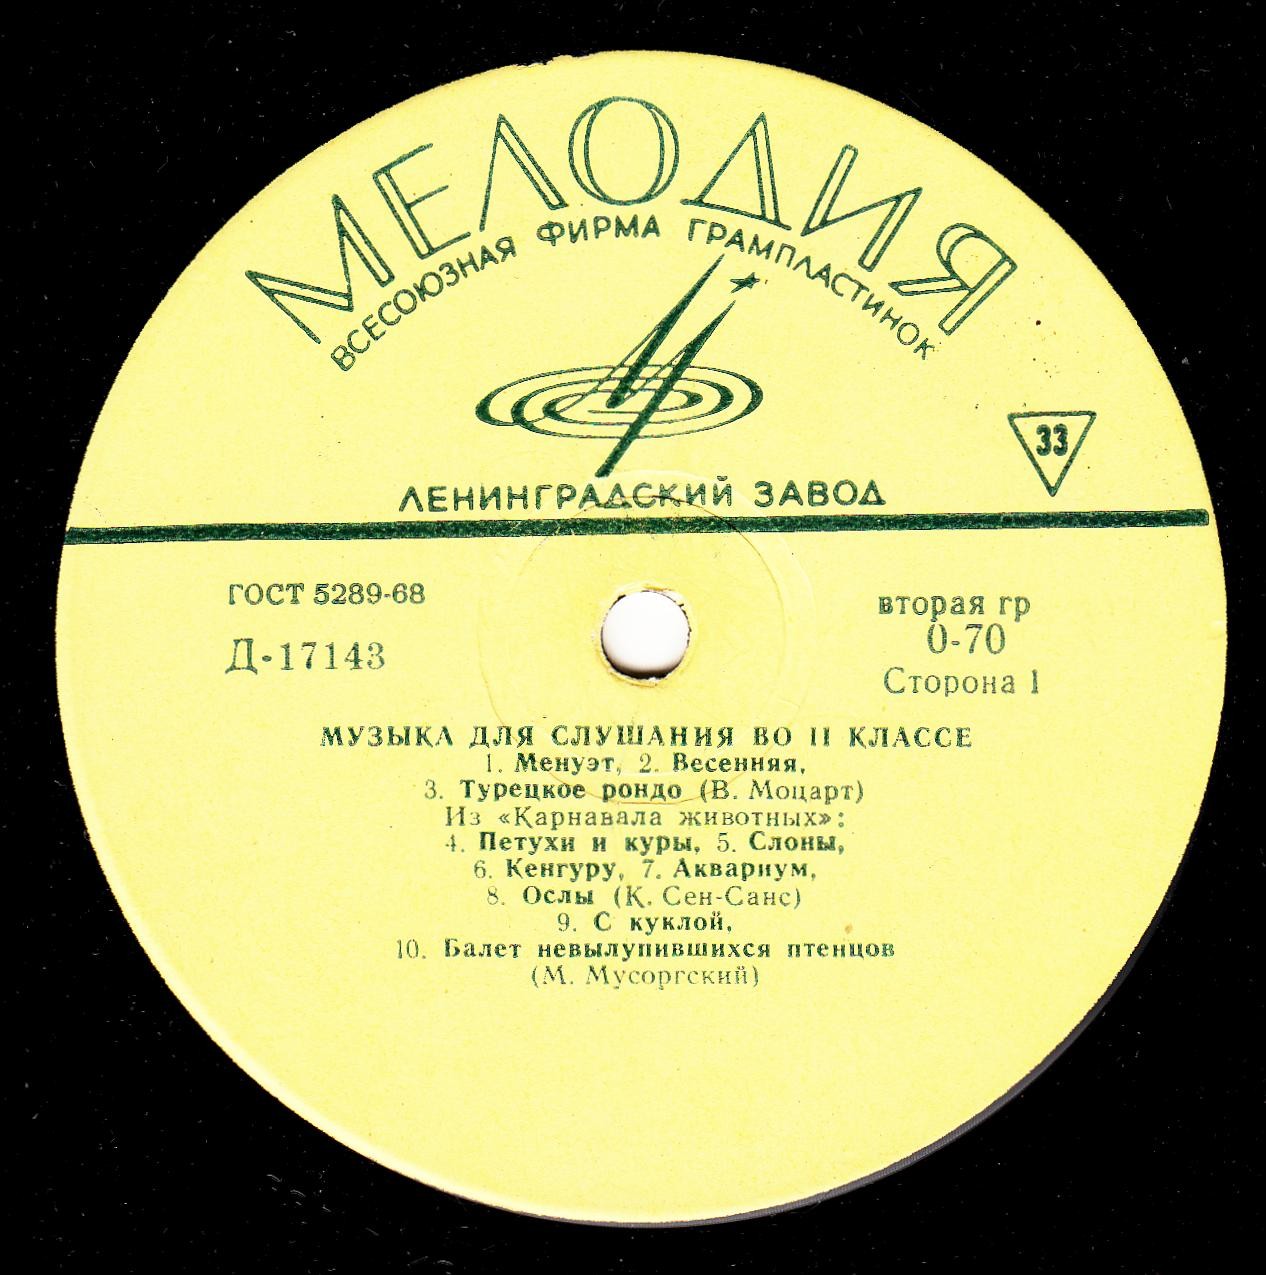 МЕЛОДИЯ
ВСЕСОЮЗНАЯ ФИРМА ГРАМПЛАСТИНОК
33
ЛЕНИНГРАДСКИЙ ЗАВОД
ГОСТ 5289-68
вторая гр
Д-17143
0-70
Сторона 1
МУЗЫКА ДЛЯ СЛУШАНИЯ ВО II КЛАССЕ
1. Менуэт, 2. Весенняя,
3. Турецкое рондо (В. Моцарт)
Из «Карнавала животных»:
4. Петухи и куры, 5. Слоны,
6. Кенгуру, 7. Аквариум,
8. Ослы (К. Сен-Санс)
9. С куклой,
10. Балет невылупившихся птенцов
(М. Мусоргский)